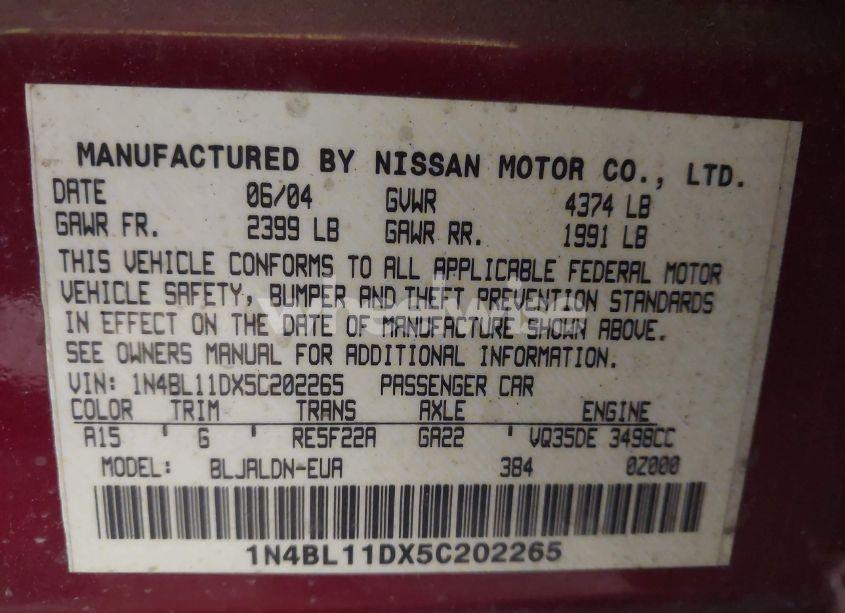 MANUFACTURED BY NISSAN MOTOR CO., LTD.
DATE 06/04 GVWR 4374 LB
GAWR FR. 2399 LB GAWR RR. 1991 LB
THIS VEHICLE CONFORMS TO ALL APPLICABLE FEDERAL MOTOR
VEHICLE SAFETY, BUMPER AND THEFT PREVENTION STANDARDS
IN EFFECT ON THE DATE OF MANUFACTURE SHOWN ABOVE.
SEE OWNERS MANUAL FOR ADDITIONAL INFORMATION.
VIN: 1N4BL11DX5C202265 PASSENGER CAR
COLOR TRIM TRANS AXLE ENGINE
A15 ' G ' RE5F22A GA22 ' VQ35DE 3498CC
MODEL: BLJALDN-EUA 384 0Z000
1N4BL11DX5C202265